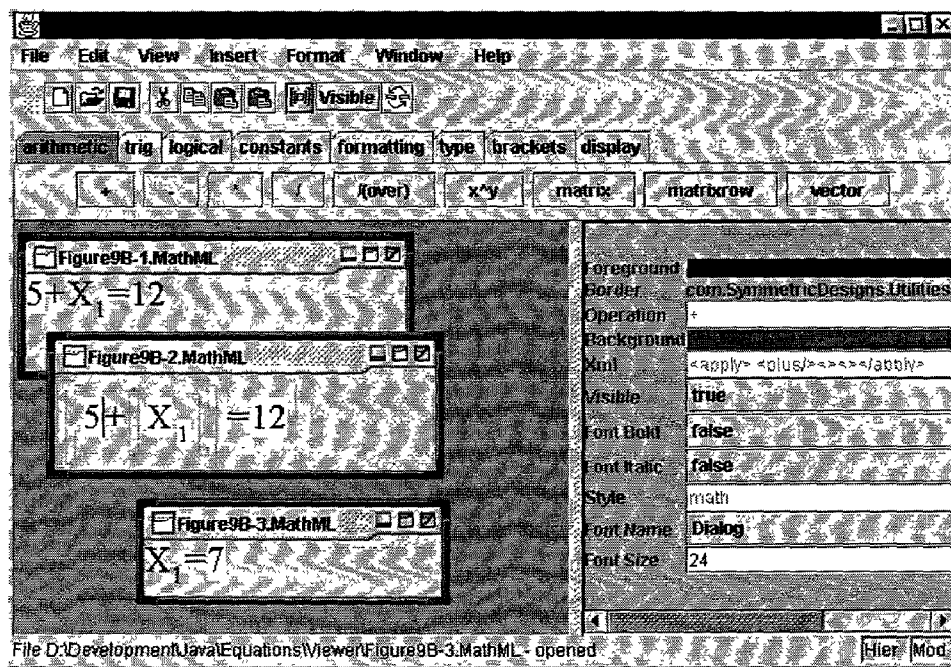 File Edit View Insert Format Window Help
Visible
arithmetic trig logical constants formatting type brackets display
+ - * / /(over) x^y matrix matrixrow vector
Figure9B-1.MathML
5+X₁=12
Figure9B-2.MathML
5+ X₁ =12
Figure9B-3.MathML
X₁=7
Foreground
Border com.SymmetricDesigns.Utilities
Operation +
Background
Xml <apply> <plus/><><></apply>
Visible true
Font Bold false
Font Italic false
Style math
Font Name Dialog
Font Size 24
File D:\Development\Java\Equations\Viewer\Figure9B-3.MathML - opened
Hier Mod